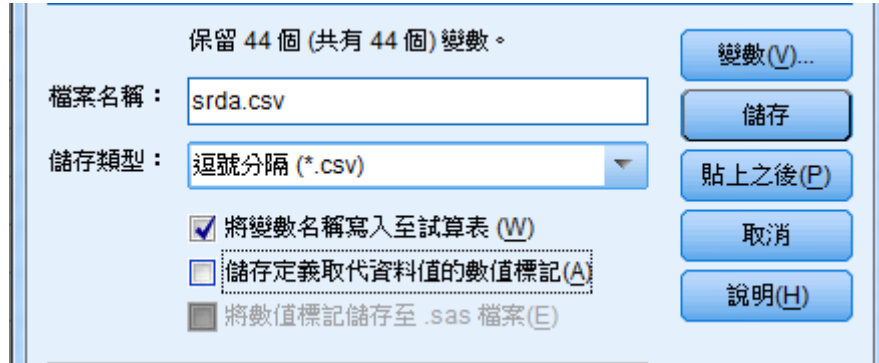 保留 44 個 (共有 44 個) 變數。
變數(V)...
檔案名稱：
srda.csv
儲存
儲存類型：
逗號分隔 (*.csv)
貼上之後(P)
將變數名稱寫入至試算表 (W)
取消
儲存定義取代資料值的數值標記(A)
說明(H)
將數值標記儲存至 .sas 檔案(E)